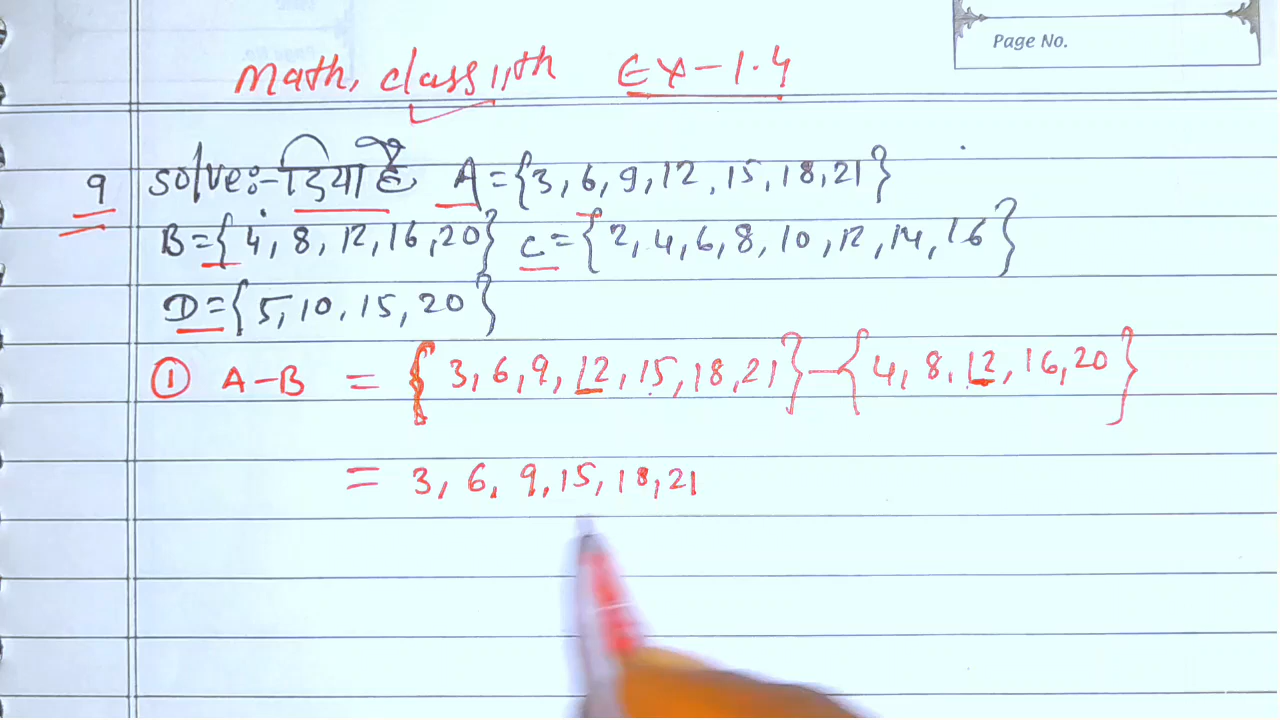 Page No.
Math, class 11th Ex-1.4
9 solve:- दिया है A={3, 6, 9, 12, 15, 18, 21}
B={4, 8, 12, 16, 20} C={2, 4, 6, 8, 10, 12, 14, 16}
D={5, 10, 15, 20}
① A-B = {3, 6, 9, 12, 15, 18, 21}-{4, 8, 12, 16, 20}
= 3, 6, 9, 15, 18, 21